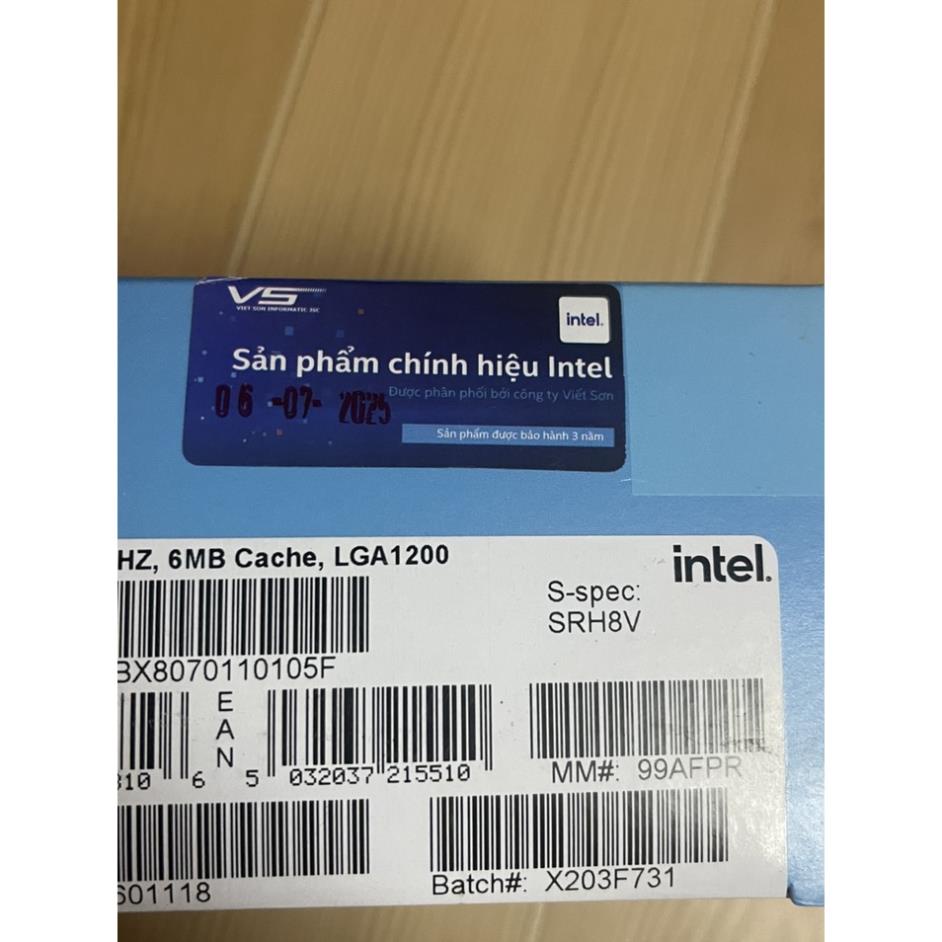 VS
VIET SON INFORMATIC JSC
intel.
Sản phẩm chính hiệu Intel
Được phân phối bởi công ty Viết Sơn
06 -07- 2025
Sản phẩm được bảo hành 3 năm
HZ, 6MB Cache, LGA1200
intel.
S-spec:
SRH8V
BX8070110105F
EAN
310 6
5 032037 215510
MM#: 99AFPR
601118
Batch#: X203F731